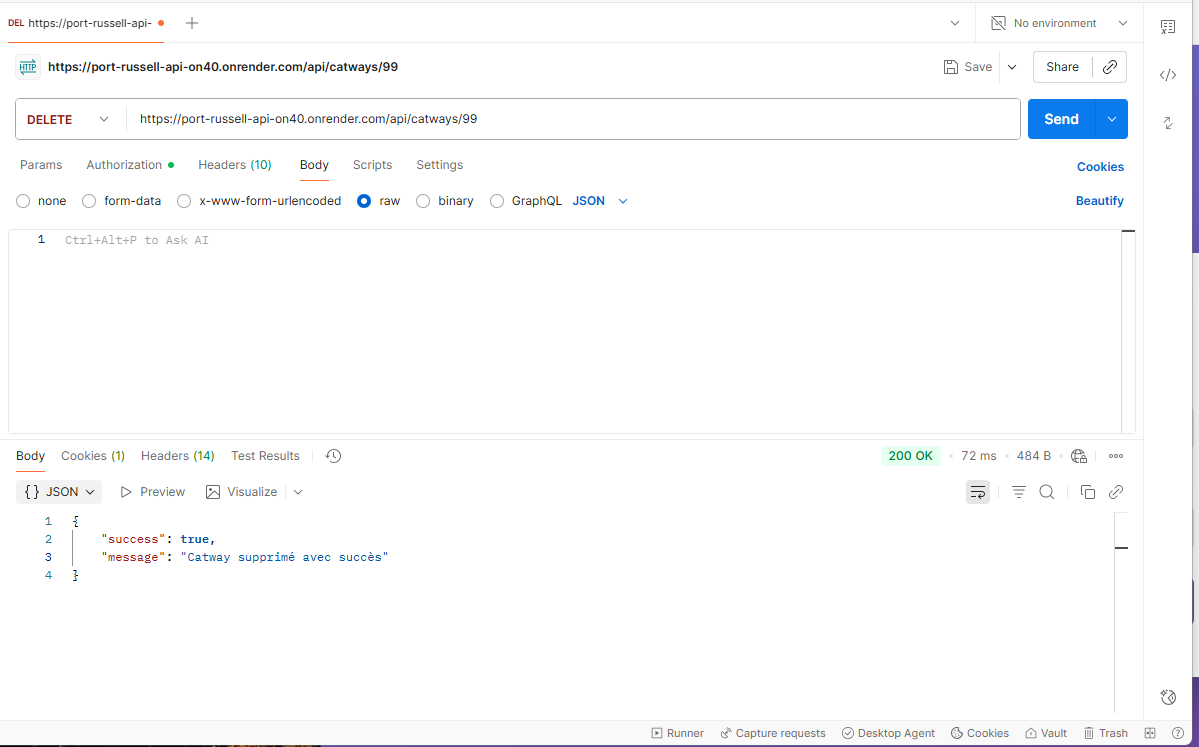 DEL https://port-russell-api-
No environment
HTTP https://port-russell-api-on40.onrender.com/api/catways/99
Save
Share
DELETE https://port-russell-api-on40.onrender.com/api/catways/99
Send
Params Authorization Headers (10) Body Scripts Settings
Cookies
none form-data x-www-form-urlencoded raw binary GraphQL JSON
Beautify
1 Ctrl+Alt+P to Ask AI
Body Cookies (1) Headers (14) Test Results
200 OK 72 ms 484 B
{} JSON Preview Visualize
1 {
2 "success": true,
3 "message": "Catway supprimé avec succès"
4 }
Runner Capture requests Desktop Agent Cookies Vault Trash